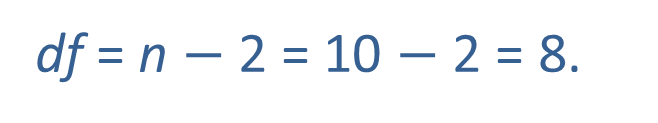 df = n − 2 = 10 − 2 = 8.